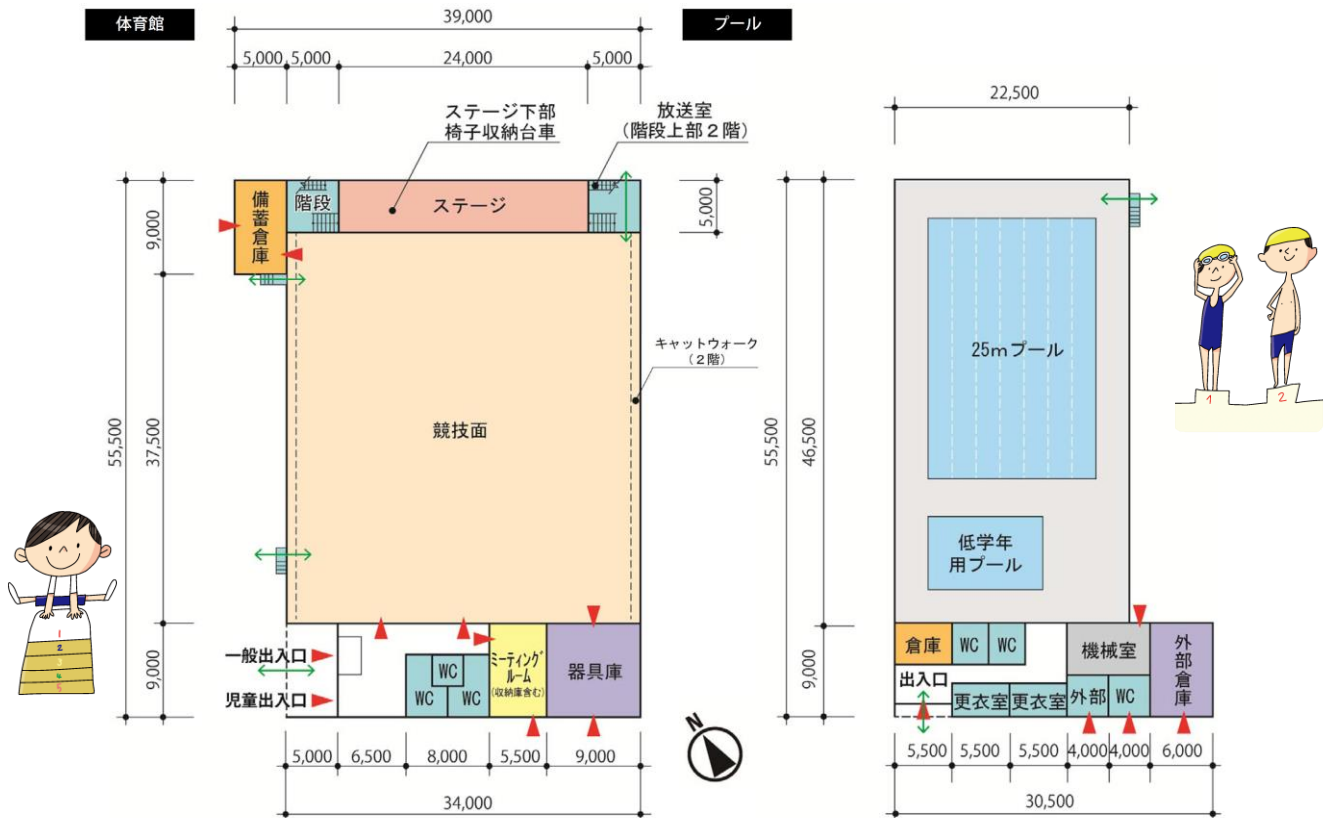 体育館
プール
39,000
5,000
5,000
24,000
5,000
22,500
ステージ下部
椅子収納台車
放送室
(階段上部2階)
備蓄倉庫
階段
ステージ
5,000
9,000
キャットウォーク
(2階)
競技面
55,500
37,500
9,000
一般出入口
児童出入口
WC
WC
WC
ミーティング
ルーム
(収納庫含む)
器具庫
N
5,000
6,500
8,000
5,500
9,000
34,000
1
2
3
4
5
25mプール
低学年
用プール
55,500
46,500
9,000
倉庫
WC
WC
機械室
外部倉庫
出入口
更衣室
更衣室
外部
WC
5,500
5,500
5,500
4,000
4,000
6,000
30,500
1
2